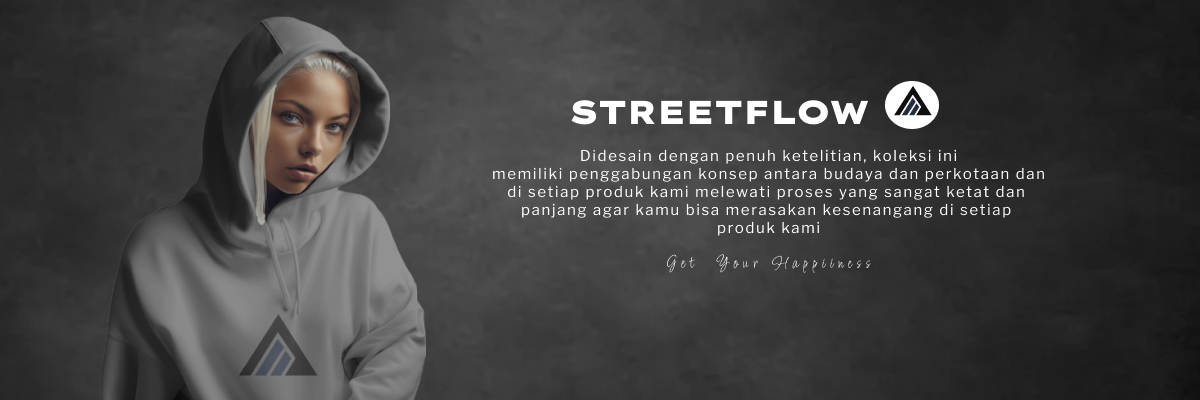 STREETFLOW
Didesain dengan penuh ketelitian, koleksi ini
memiliki penggabungan konsep antara budaya dan perkotaan dan
di setiap produk kami melewati proses yang sangat ketat dan
panjang agar kamu bisa merasakan kesenangang di setiap
produk kami
Get Your Happiiness